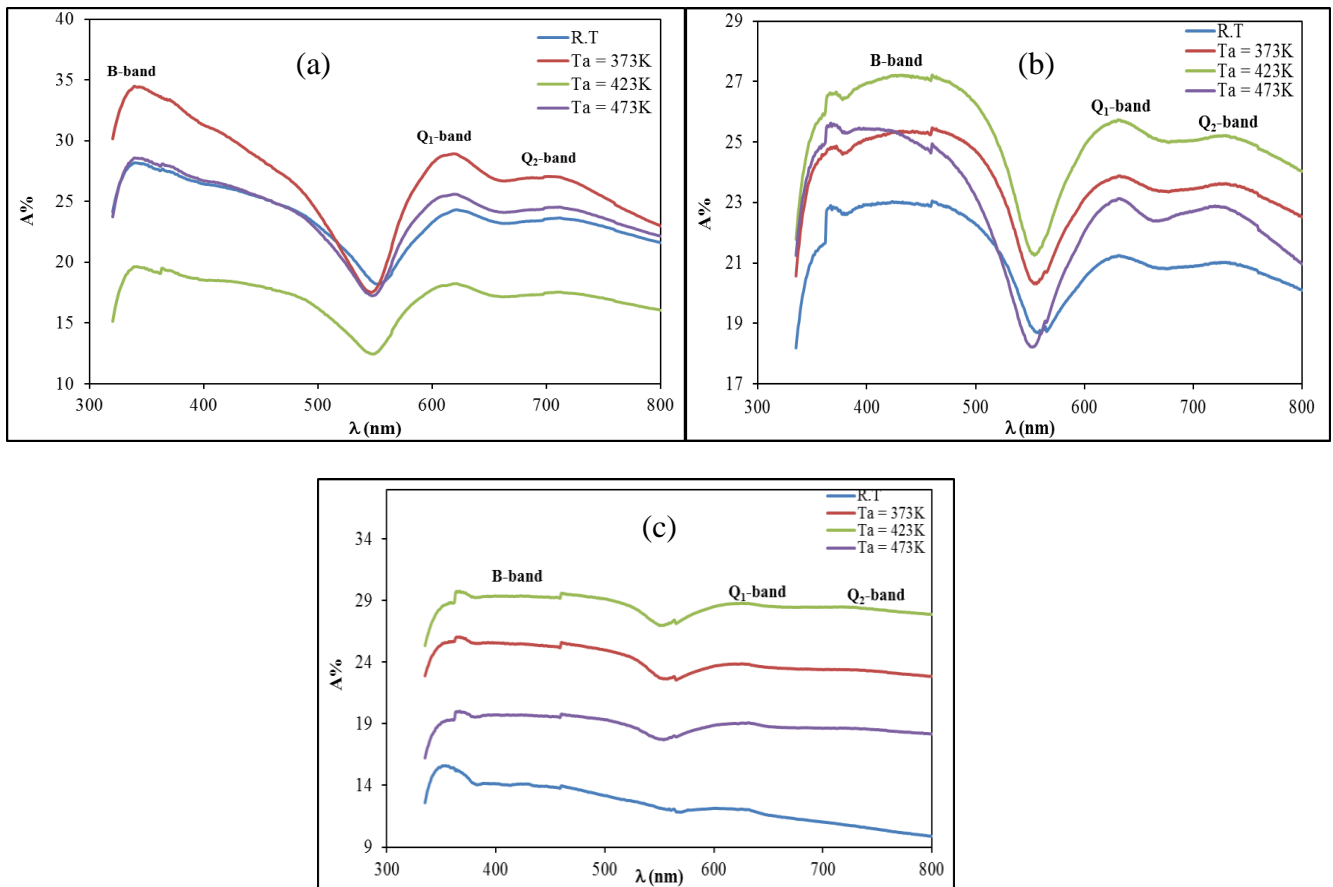 (a)
R.T
Ta = 373K
Ta = 423K
Ta = 473K
B-band
Q₁-band
Q₂-band
A%
40
35
30
25
20
15
10
300 400 500 600 700 800
λ (nm)
(b)
R.T
Ta = 373K
Ta = 423K
Ta = 473K
B-band
Q₁-band
Q₂-band
A%
29
27
25
23
21
19
17
300 400 500 600 700 800
λ (nm)
(c)
R.T
Ta = 373K
Ta = 423K
Ta = 473K
B-band
Q₁-band
Q₂-band
A%
34
29
24
19
14
9
300 400 500 600 700 800
λ (nm)